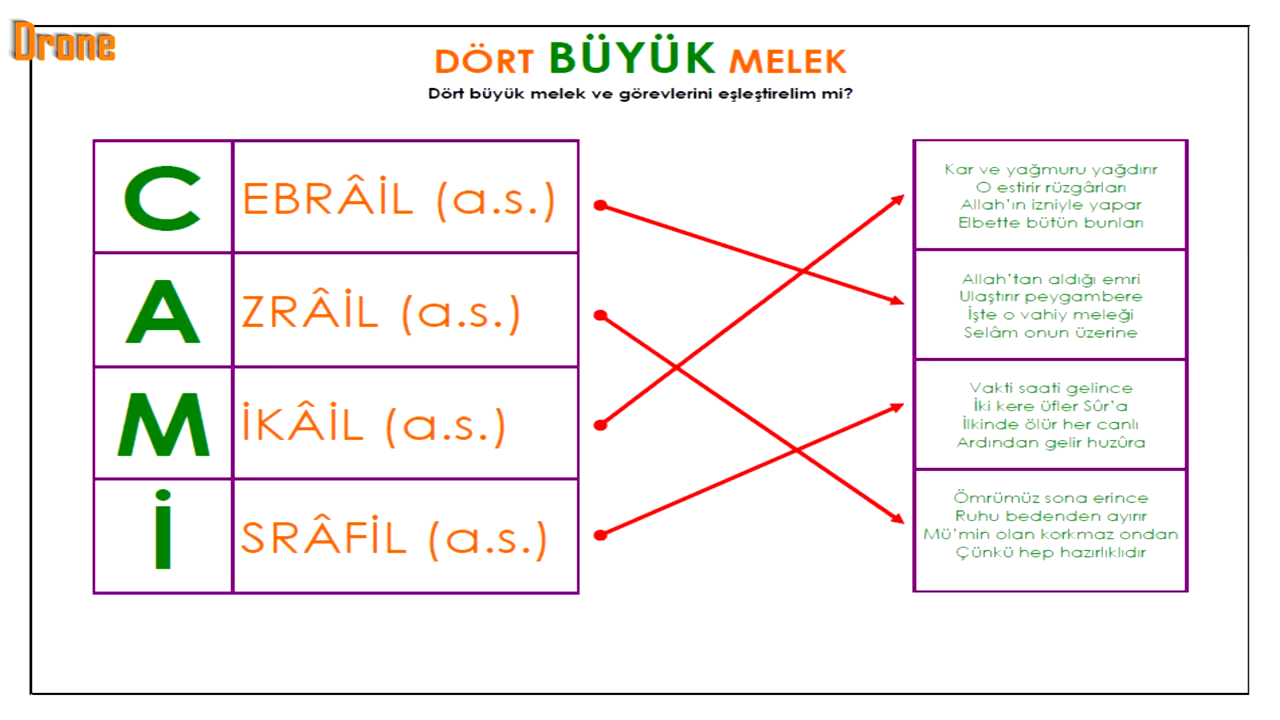 Drone
DÖRT BÜYÜK MELEK
Dört büyük melek ve görevlerini eşleştirelim mi?
C EBRÂİL (a.s.)
A ZRÂİL (a.s.)
M İKÂİL (a.s.)
İ SRÂFİL (a.s.)
Kar ve yağmuru yağdırır
O estirir rüzgârları
Allah'ın izniyle yapar
Elbette bütün bunları
Allah'tan aldığı emri
Ulaştırır peygambere
İşte o vahiy meleği
Selâm onun üzerine
Vakti saati gelince
İki kere üfler Sûr'a
İlkinde ölür her canlı
Ardından gelir huzûra
Ömrümüz sona erince
Ruhu bedenden ayırır
Mü'min olan korkmaz ondan
Çünkü hep hazırlıklıdır